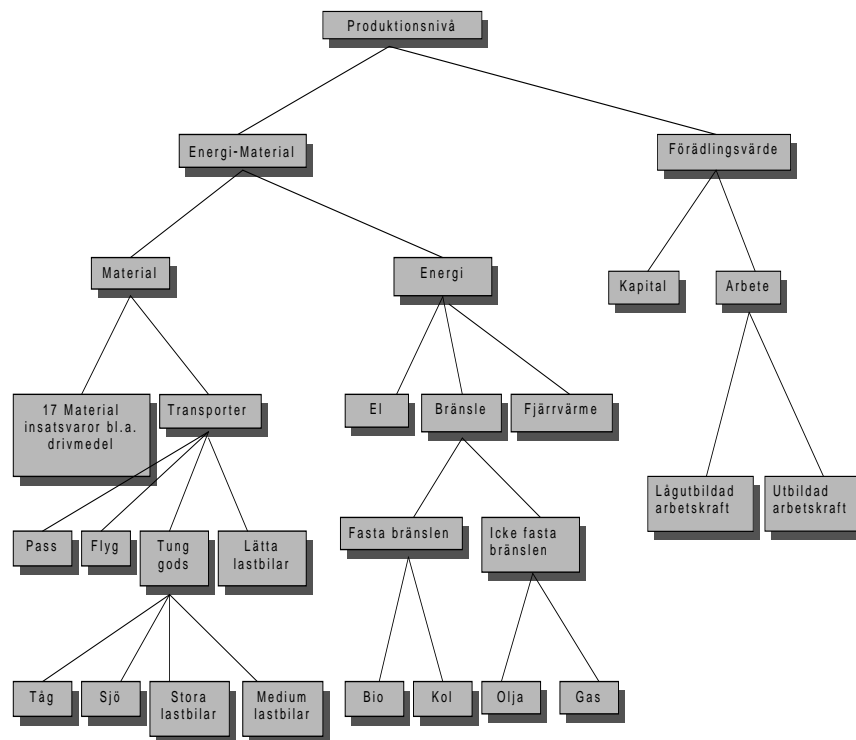 Produktionsnivå
Energi-Material
Förädlingsvärde
Material
Energi
Kapital
Arbete
17 Material
insatsvaror bl.a.
drivmedel
Transporter
El
Bränsle
Fjärrvärme
Lågutbildad
arbetskraft
Utbildad
arbetskraft
Pass
Flyg
Tung
gods
Lätta
lastbilar
Fasta bränslen
Icke fasta
bränslen
Tåg
Sjö
Stora
lastbilar
Medium
lastbilar
Bio
Kol
Olja
Gas